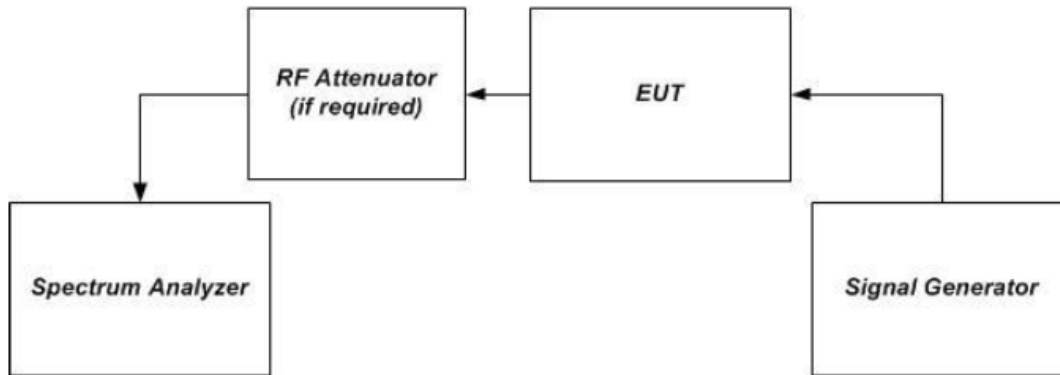 RF Attenuator
(if required)
EUT
Spectrum Analyzer
Signal Generator